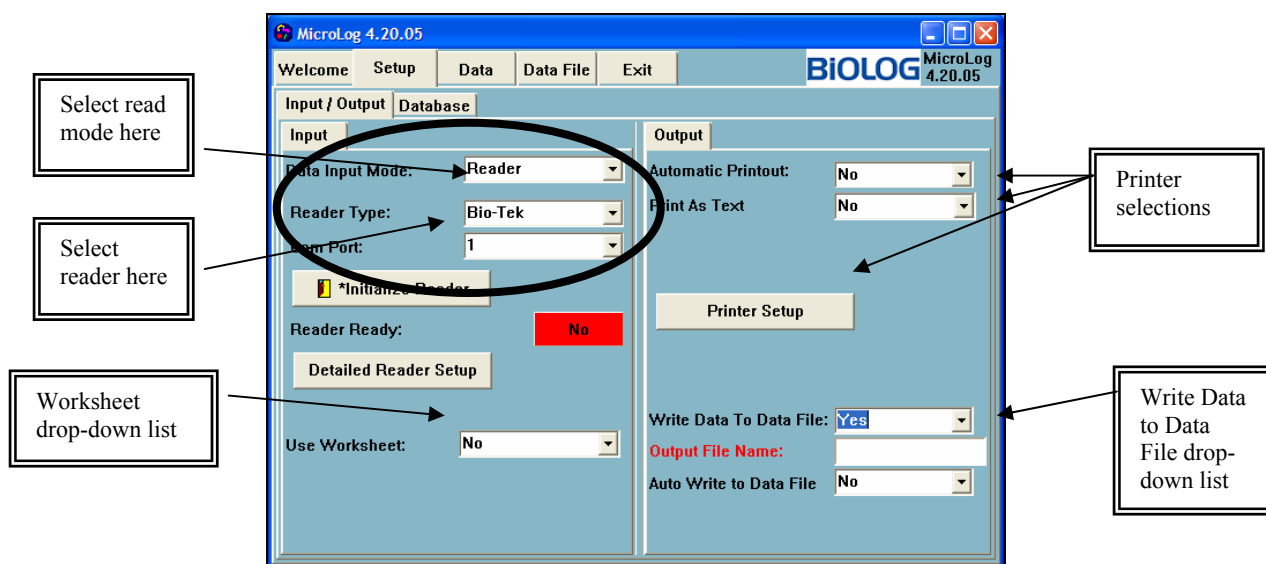 MicroLog 4.20.05
Welcome Setup Data Data File Exit
BiOLOG MicroLog
4.20.05
Input / Output Database
Input
Data Input Mode: Reader
Reader Type: Bio-Tek
Com Port: 1
*Initialize Reader
Reader Ready: No
Detailed Reader Setup
Use Worksheet: No
Output
Automatic Printout: No
Print As Text No
Printer Setup
Write Data To Data File: Yes
Output File Name:
Auto Write to Data File No
Select read
mode here
Select
reader here
Worksheet
drop-down list
Printer
selections
Write Data
to Data
File drop-
down list